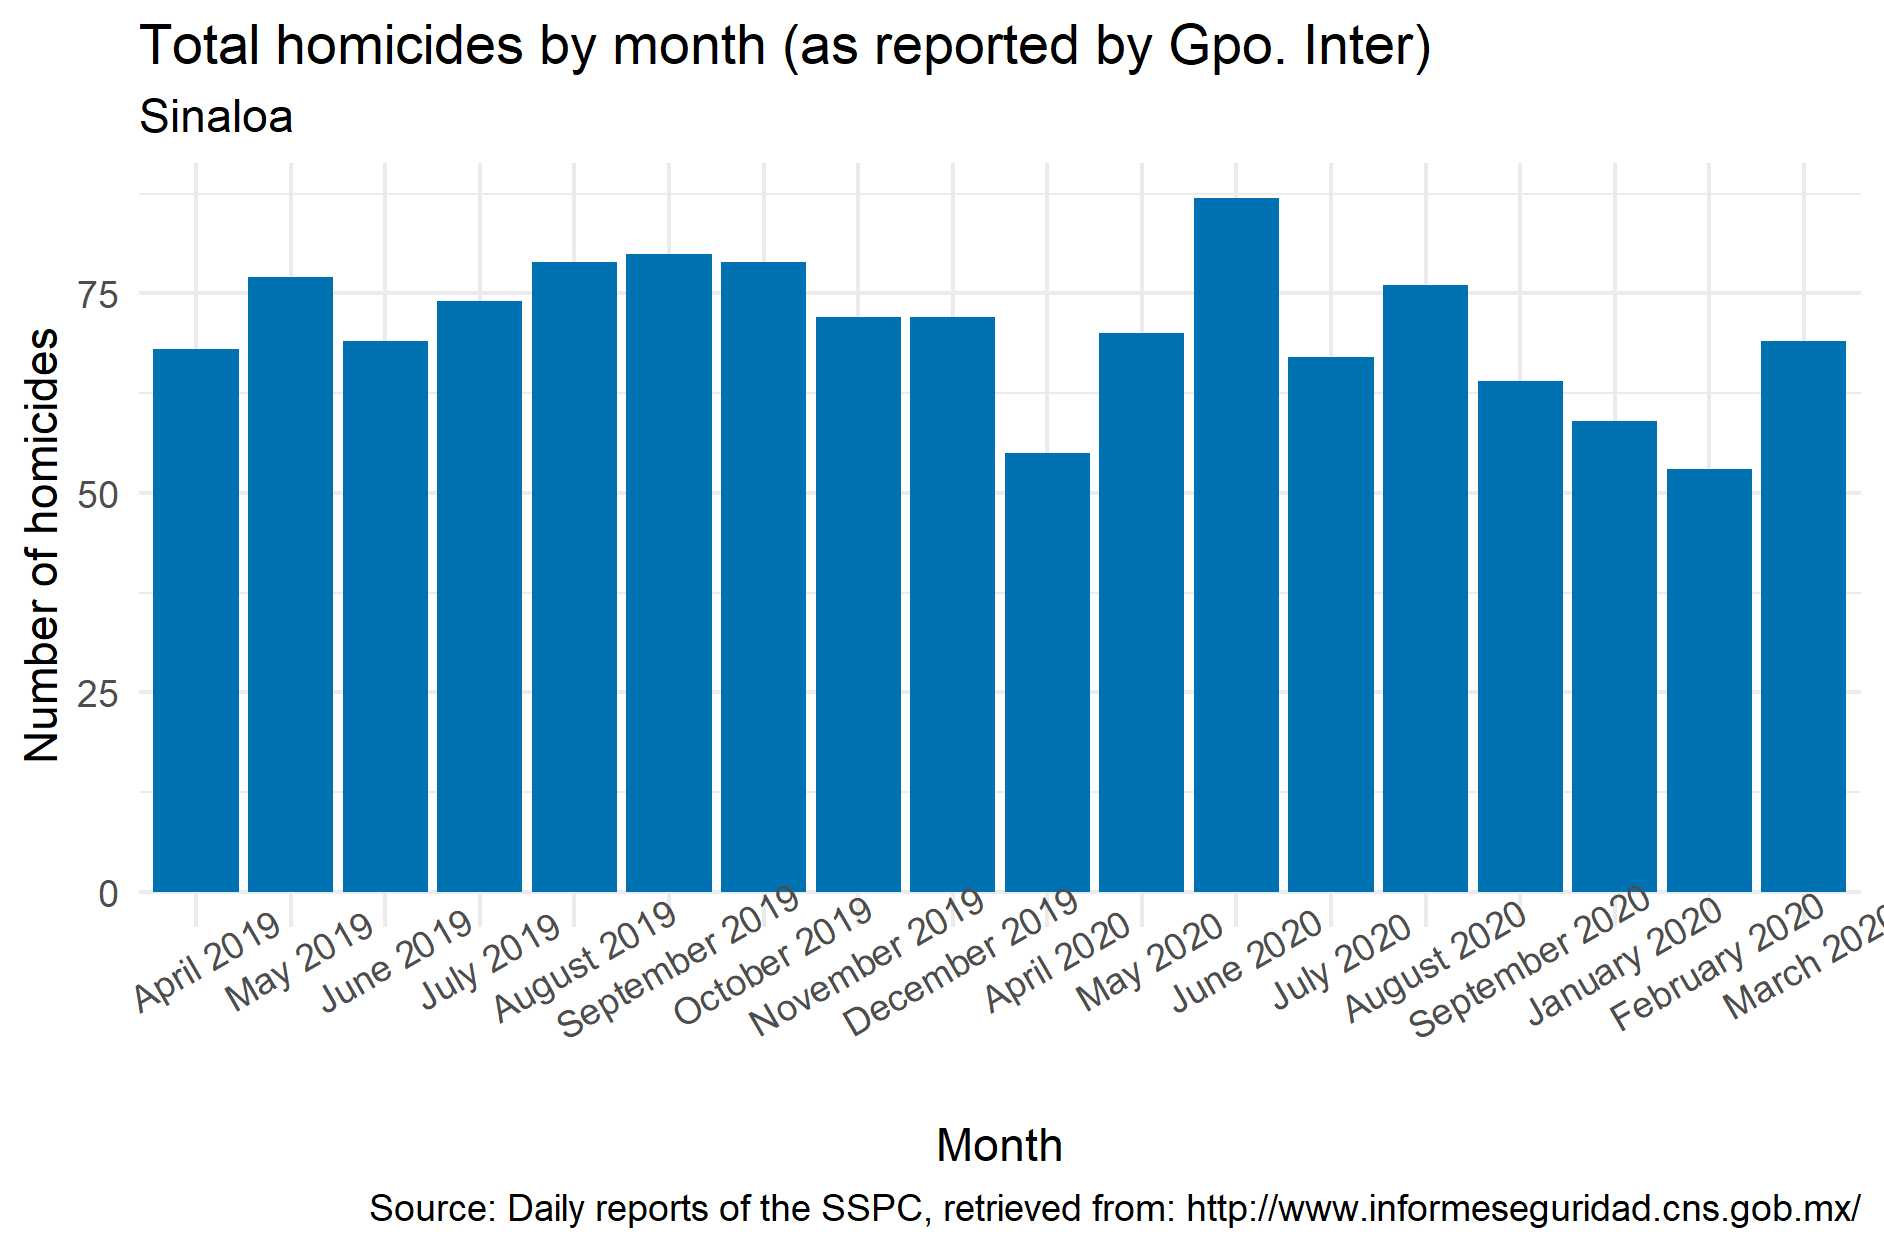 Total homicides by month (as reported by Gpo. Inter)
Sinaloa
Number of homicides
75
50
25
0
April 2019
May 2019
June 2019
July 2019
August 2019
September 2019
October 2019
November 2019
December 2019
April 2020
May 2020
June 2020
July 2020
August 2020
September 2020
January 2020
February 2020
March 2020
Month
Source: Daily reports of the SSPC, retrieved from: http://www.informeseguridad.cns.gob.mx/